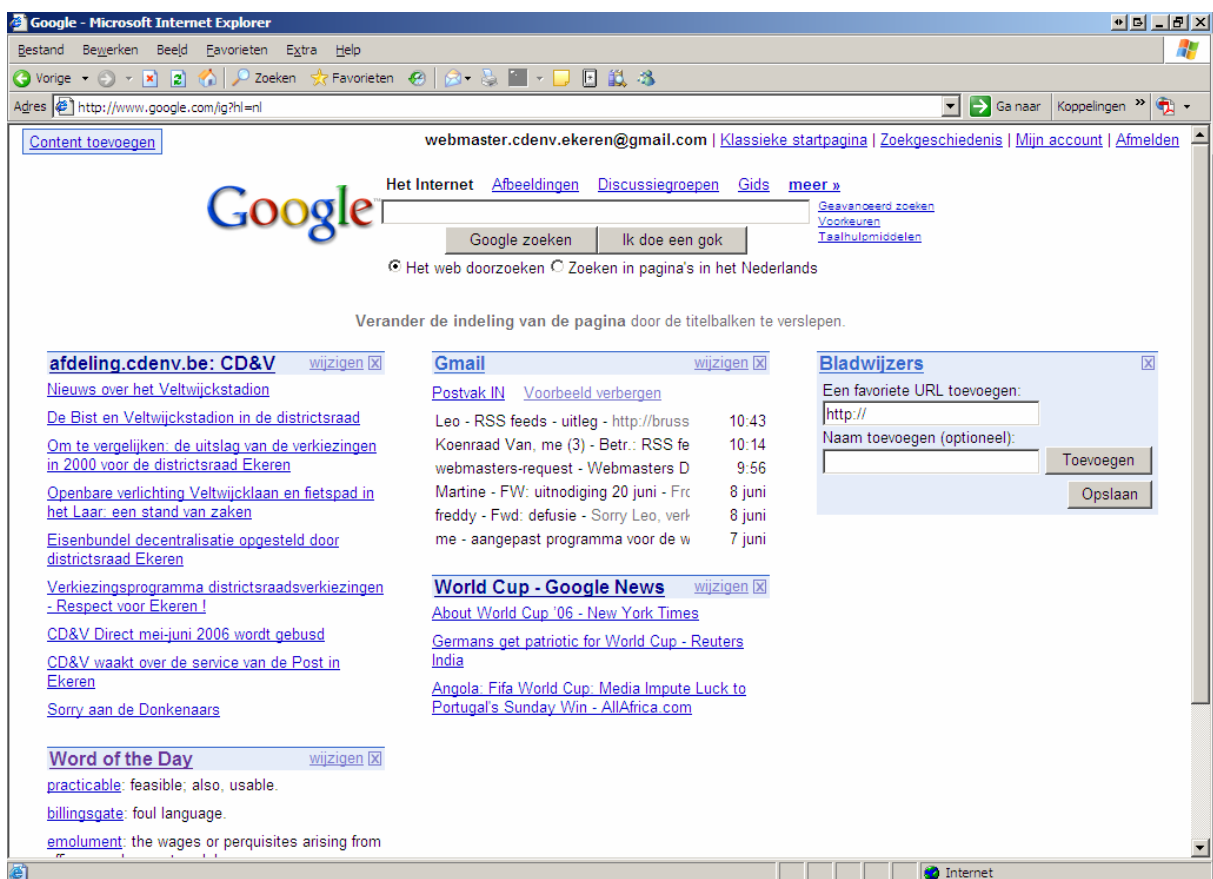 Google - Microsoft Internet Explorer
Bestand Bewerken Beeld Favorieten Extra Help
Vorige Zoeken Favorieten
Adres http://www.google.com/ig?hl=nl Ga naar Koppelingen »
Content toevoegen
webmaster.cdenv.ekeren@gmail.com | Klassieke startpagina | Zoekgeschiedenis | Mijn account | Afmelden
Google™
Het Internet Afbeeldingen Discussiegroepen Gids meer »
Geavanceerd zoeken
Voorkeuren
Taalhulpmiddelen
Google zoeken Ik doe een gok
Het web doorzoeken Zoeken in pagina's in het Nederlands
Verander de indeling van de pagina door de titelbalken te verslepen.
afdeling.cdenv.be: CD&V wijzigen
Nieuws over het Veltwijckstadion
De Bist en Veltwijckstadion in de districtsraad
Om te vergelijken: de uitslag van de verkiezingen
in 2000 voor de districtsraad Ekeren
Openbare verlichting Veltwijcklaan en fietspad in
het Laar: een stand van zaken
Eisenbundel decentralisatie opgesteld door
districtsraad Ekeren
Verkiezingsprogramma districtsraadsverkiezingen
- Respect voor Ekeren !
CD&V Direct mei-juni 2006 wordt gebusd
CD&V waakt over de service van de Post in
Ekeren
Sorry aan de Donkenaars
Word of the Day wijzigen
practicable: feasible; also, usable.
billingsgate: foul language.
emolument: the wages or perquisites arising from
Gmail wijzigen
Postvak IN Voorbeeld verbergen
Leo - RSS feeds - uitleg - http://bruss 10:43
Koenraad Van, me (3) - Betr.: RSS fe 10:14
webmasters-request - Webmasters D 9:56
Martine - FW: uitnodiging 20 juni - Frc 8 juni
freddy - Fwd: defusie - Sorry Leo, verk 8 juni
me - aangepast programma voor de w 7 juni
World Cup - Google News wijzigen
About World Cup '06 - New York Times
Germans get patriotic for World Cup - Reuters
India
Angola: Fifa World Cup: Media Impute Luck to
Portugal's Sunday Win - AllAfrica.com
Bladwijzers
Een favoriete URL toevoegen:
http://
Naam toevoegen (optioneel):
Toevoegen
Opslaan
Internet